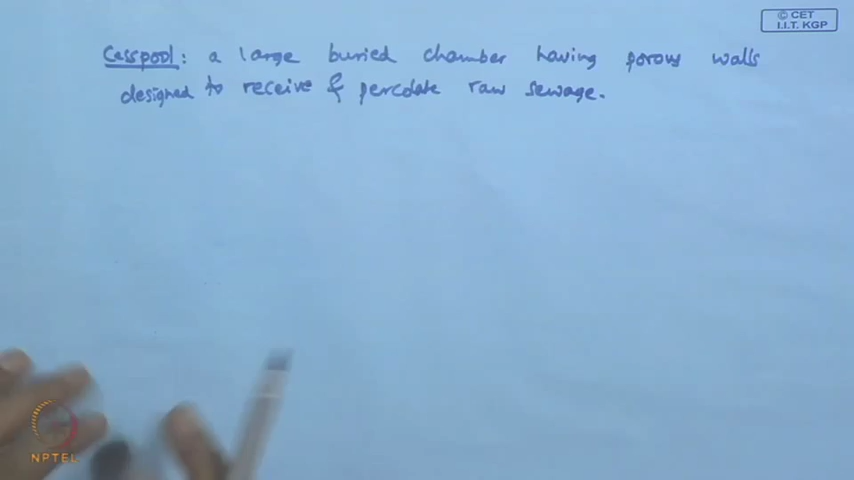 © CET
I.I.T. KGP
Cesspool: a large buried chamber having porous walls
designed to receive & percolate raw sewage.
NPTEL